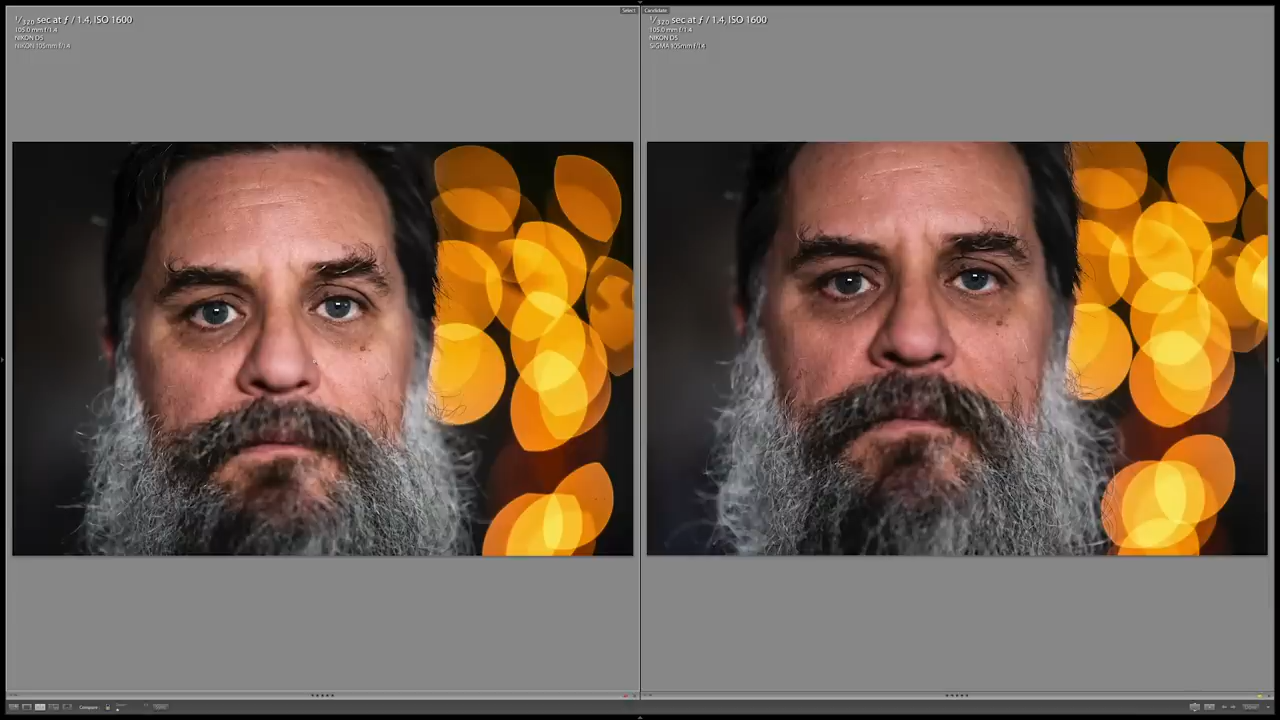 Select
1/320 sec at ƒ / 1.4, ISO 1600
105.0 mm f/1.4
NIKON D5
NIKON 105mm f/1.4
Candidate
1/320 sec at ƒ / 1.4, ISO 1600
105.0 mm f/1.4
NIKON D5
SIGMA 105mm f/1.4
Compare :